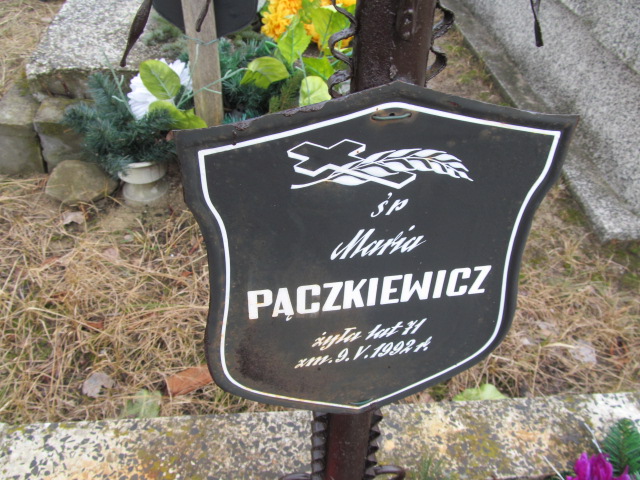 śp
Maria
PĄCZKIEWICZ
żyła lat 71
zm. 9. V. 1992 r.